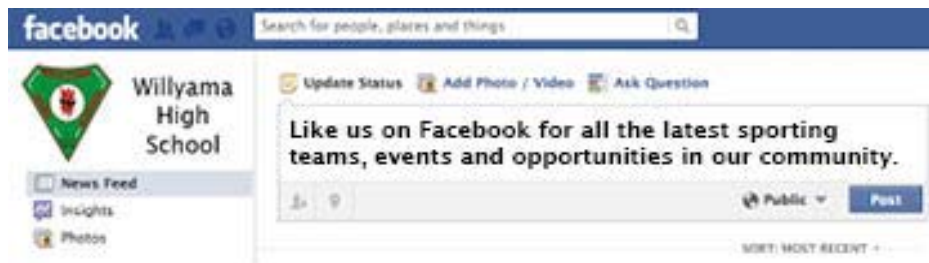 facebook
Search for people, places and things
Willyama
High
School
Update Status Add Photo / Video Ask Question
Like us on Facebook for all the latest sporting
teams, events and opportunities in our community.
News Feed
Insights
Photos
Public
Post
SORT: MOST RECENT